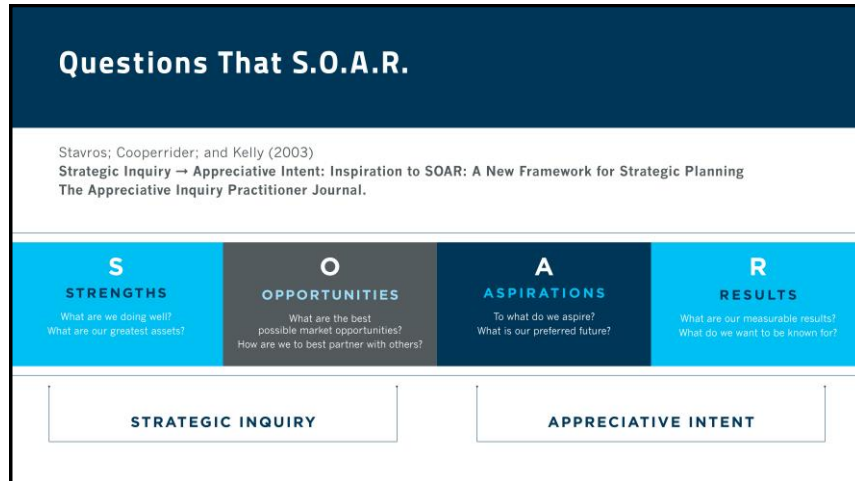 Questions That S.O.A.R.
Stavros; Cooperrider; and Kelly (2003)
Strategic Inquiry → Appreciative Intent: Inspiration to SOAR: A New Framework for Strategic Planning
The Appreciative Inquiry Practitioner Journal.
S
STRENGTHS
What are we doing well?
What are our greatest assets?
O
OPPORTUNITIES
What are the best
possible market opportunities?
How are we to best partner with others?
A
ASPIRATIONS
To what do we aspire?
What is our preferred future?
R
RESULTS
What are our measurable results?
What do we want to be known for?
STRATEGIC INQUIRY
APPRECIATIVE INTENT